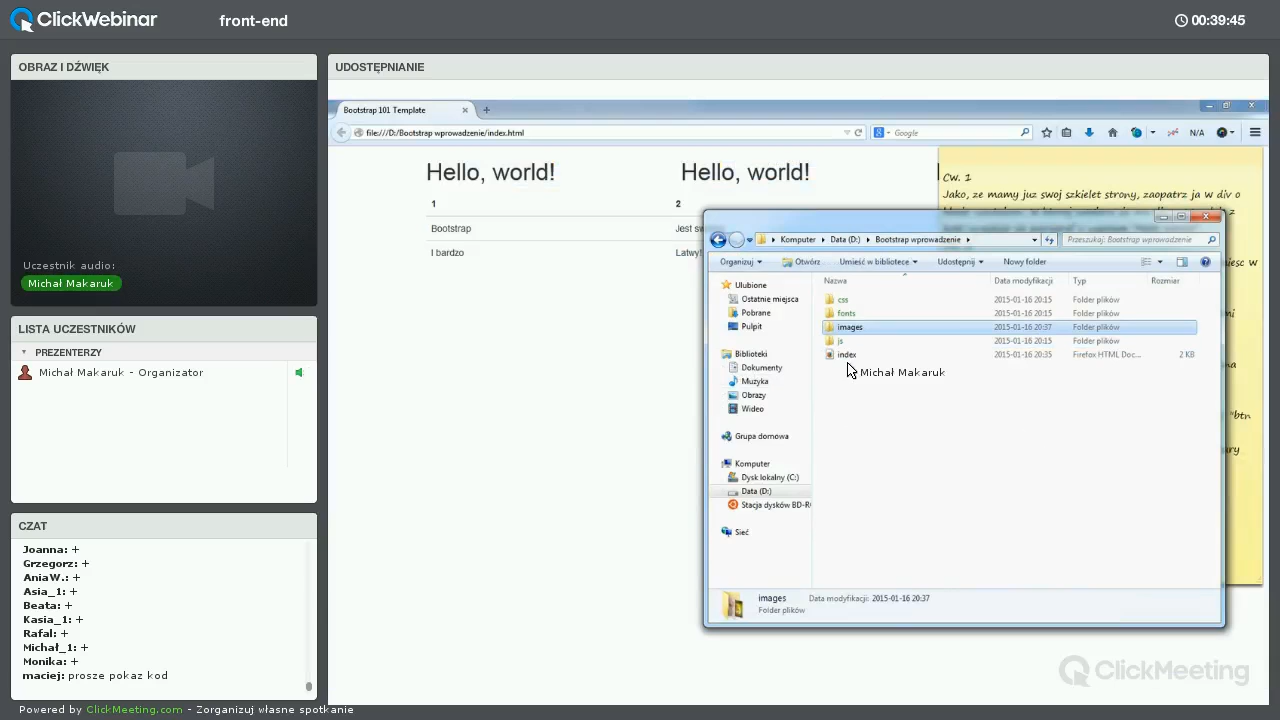 ClickWebinar
front-end
00:39:45
OBRAZ I DŹWIĘK
Uczestnik audio:
Michał Makaruk
LISTA UCZESTNIKÓW
PREZENTERZY
Michał Makaruk - Organizator
CZAT
Joanna: +
Grzegorz: +
AniaW.: +
Asia_1: +
Beata: +
Kasia_1: +
Rafal: +
Michał_1: +
Monika: +
maciej: prosze pokaz kod
Powered by ClickMeeting.com - Zorganizuj własne spotkanie
UDOSTĘPNIANIE
Bootstrap 101 Template
file:///D:/Bootstrap wprowadzenie/index.html
Google
N/A
Hello, world!
Hello, world!
1
2
Bootstrap
Jest sw
I bardzo
Latwy!
Cw. 1
Jako, ze mamy juz swoj szkielet strony, zaopatrz ja w div o
Komputer
Data (D:)
Bootstrap wprowadzenie
Przeszukaj: Bootstrap wprowadzenie
Organizuj
Otwórz
Umieść w bibliotece
Udostępnij
Nowy folder
Nazwa
Data modyfikacji
Typ
Rozmiar
Ulubione
Ostatnie miejsca
Pobrane
Pulpit
Biblioteki
Dokumenty
Muzyka
Obrazy
Wideo
Grupa domowa
Komputer
Dysk lokalny (C:)
Data (D:)
Stacja dysków BD-R
Sieć
css 2015-01-16 20:15 Folder plików
fonts 2015-01-16 20:15 Folder plików
images 2015-01-16 20:37 Folder plików
js 2015-01-16 20:15 Folder plików
index 2015-01-16 20:35 Firefox HTML Doc... 2 KB
Michał Makaruk
"btn
images Data modyfikacji: 2015-01-16 20:37
Folder plików
ClickMeeting